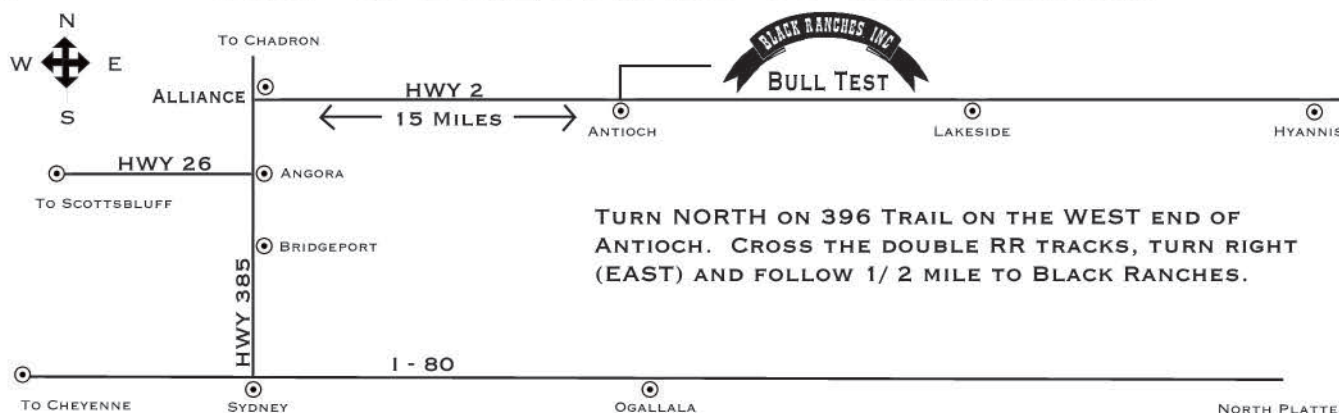 N
W E
S
TO CHADRON
BLACK RANCHES INC
BULL TEST
ALLIANCE
HWY 2
15 MILES
ANTIOCH
LAKESIDE
HYANNIS
HWY 26
ANGORA
TO SCOTTSBLUFF
BRIDGEPORT
HWY 385
TURN NORTH ON 396 TRAIL ON THE WEST END OF
ANTIOCH. CROSS THE DOUBLE RR TRACKS, TURN RIGHT
(EAST) AND FOLLOW 1/ 2 MILE TO BLACK RANCHES.
I - 80
TO CHEYENNE
SYDNEY
OGALLALA
NORTH PLATTE